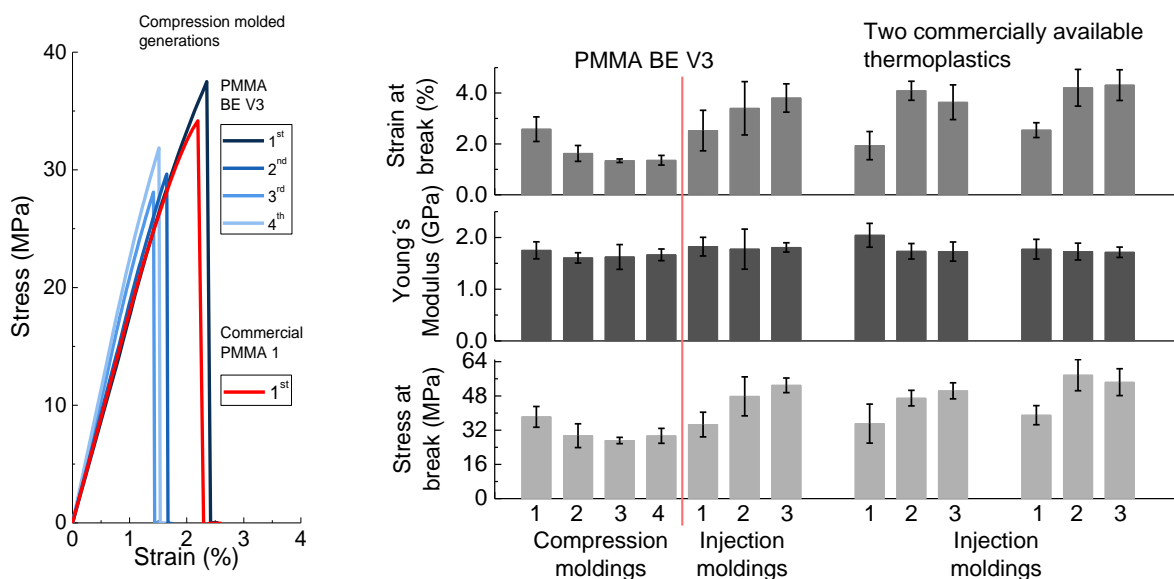 Compression molded
generations
40
30
20
10
0
Stress (MPa)
0
1
2
3
4
Strain (%)
PMMA
BE V3
1st
2nd
3rd
4th
Commercial
PMMA 1
1st
PMMA BE V3
Two commercially available
thermoplastics
Strain at
break (%)
4.0
2.0
0.0
Young´s
Modulus (GPa)
2.0
1.0
0.0
Stress at
break (MPa)
64
48
32
16
0
1 2 3 4 1 2 3 1 2 3 1 2 3
Compression
moldings
Injection
moldings
Injection
moldings